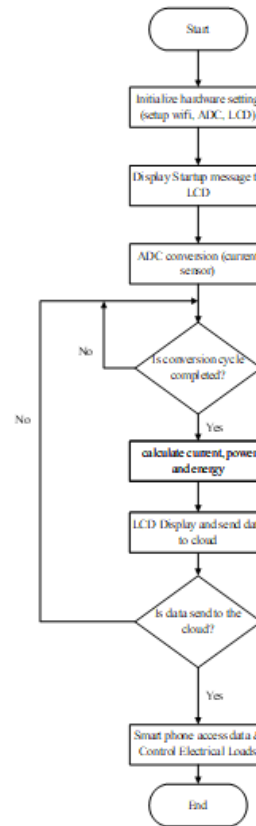 Start
Initialize hardware setting
(setup wifi, ADC, LCD)
Display Startup message t
LCD
ADC conversion (current
sensor)
No
Is conversion cycle
completed?
No
Yes
calculate current, power
and energy
LCD Display and send dat
to cloud
Is data send to the
cloud?
Yes
Smart phone access data &
Control Electrical Loads
End